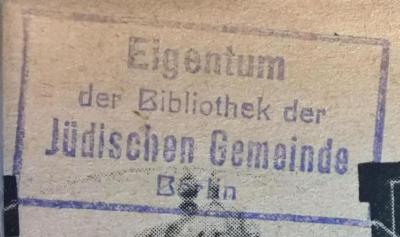 Eigentum
der Bibliothek der
Jüdischen Gemeinde
Berlin